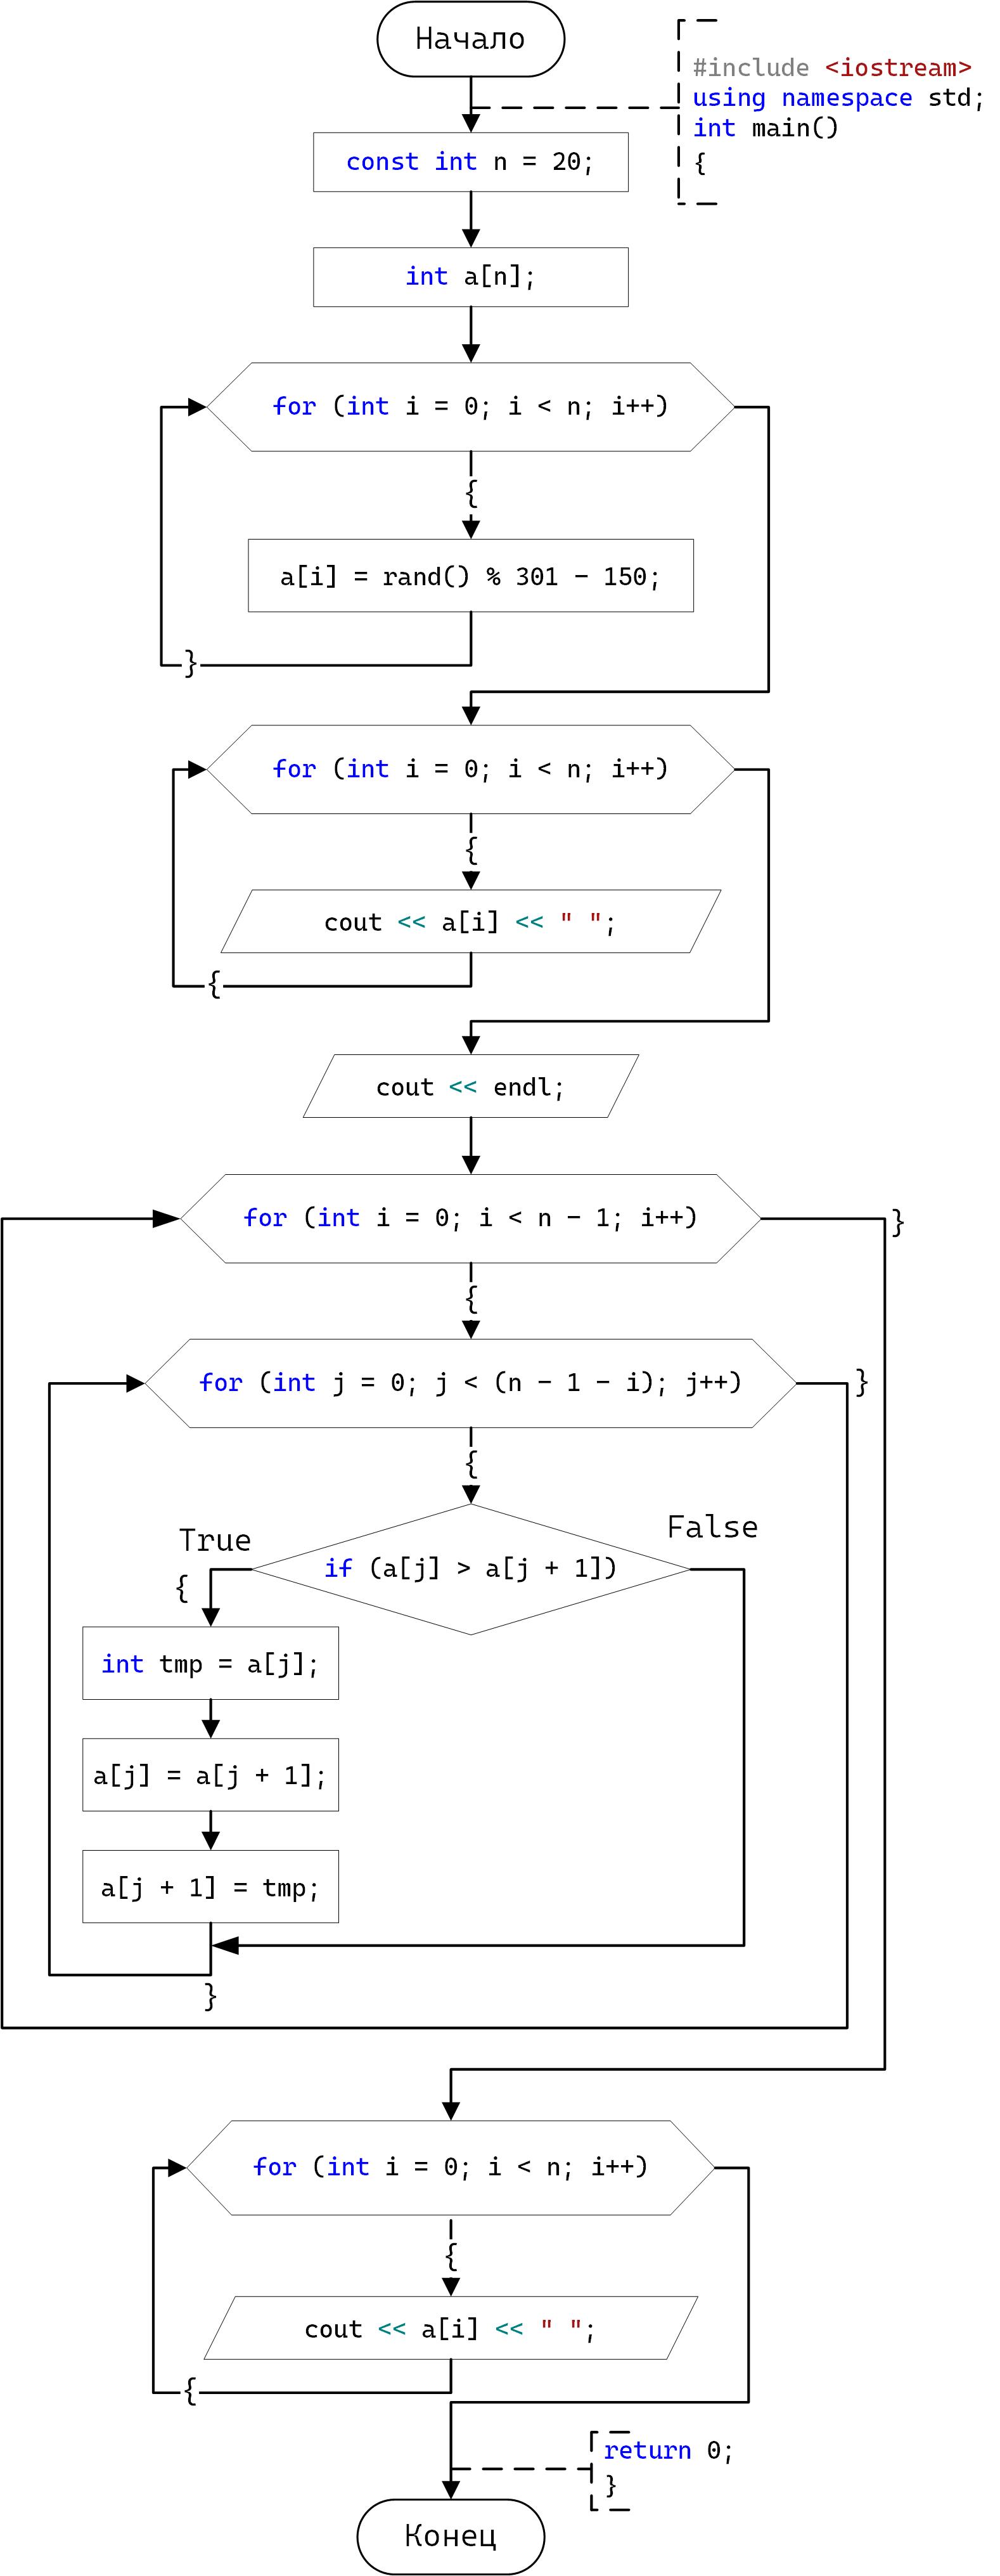 Начало
#include <iostream>
using namespace std;
int main()
{
const int n = 20;
int a[n];
for (int i = 0; i < n; i++)
{
a[i] = rand() % 301 - 150;
}
for (int i = 0; i < n; i++)
{
cout << a[i] << " ";
{
cout << endl;
for (int i = 0; i < n - 1; i++)
}
{
for (int j = 0; j < (n - 1 - i); j++)
}
{
True
False
if (a[j] > a[j + 1])
{
int tmp = a[j];
a[j] = a[j + 1];
a[j + 1] = tmp;
}
for (int i = 0; i < n; i++)
{
cout << a[i] << " ";
{
return 0;
}
Конец